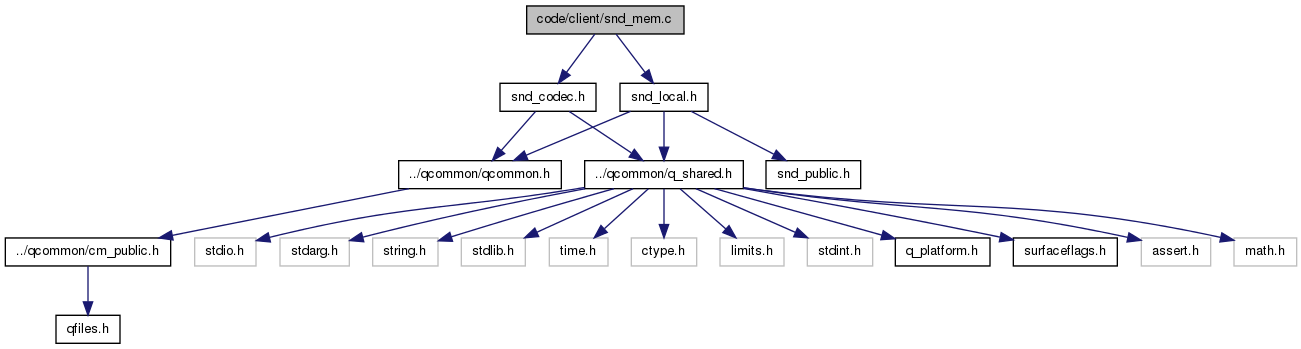 code/client/snd_mem.c
snd_codec.h
snd_local.h
../qcommon/qcommon.h
../qcommon/q_shared.h
snd_public.h
../qcommon/cm_public.h
stdio.h
stdarg.h
string.h
stdlib.h
time.h
ctype.h
limits.h
stdint.h
q_platform.h
surfaceflags.h
assert.h
math.h
qfiles.h